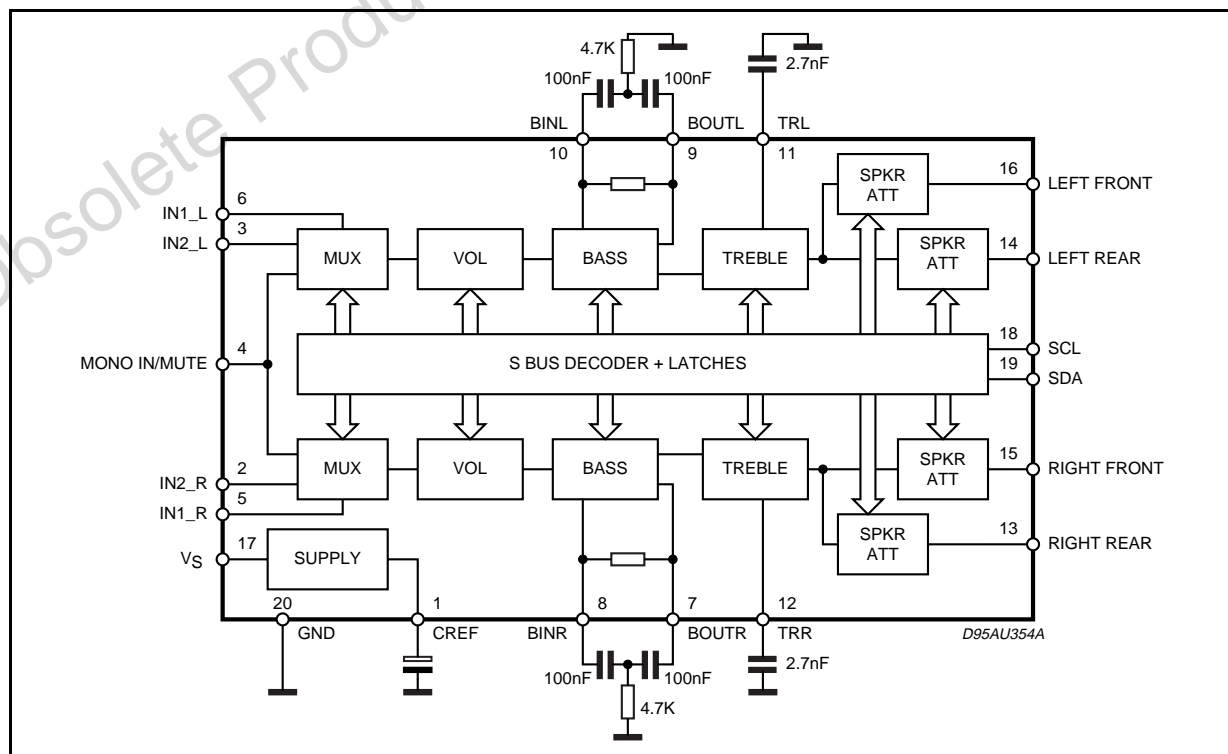 Obsolete Produ
4.7K
100nF
100nF
2.7nF
BINL
BOUTL
TRL
10
9
11
SPKR
ATT
16
LEFT FRONT
6
IN1_L
3
IN2_L
MUX
VOL
BASS
TREBLE
SPKR
ATT
14
LEFT REAR
4
MONO IN/MUTE
S BUS DECODER + LATCHES
18
SCL
19
SDA
2
IN2_R
5
IN1_R
MUX
VOL
BASS
TREBLE
SPKR
ATT
15
RIGHT FRONT
17
VS
SUPPLY
SPKR
ATT
13
RIGHT REAR
20
1
8
7
12
GND
CREF
BINR
BOUTR
TRR
D95AU354A
100nF
100nF
2.7nF
4.7K